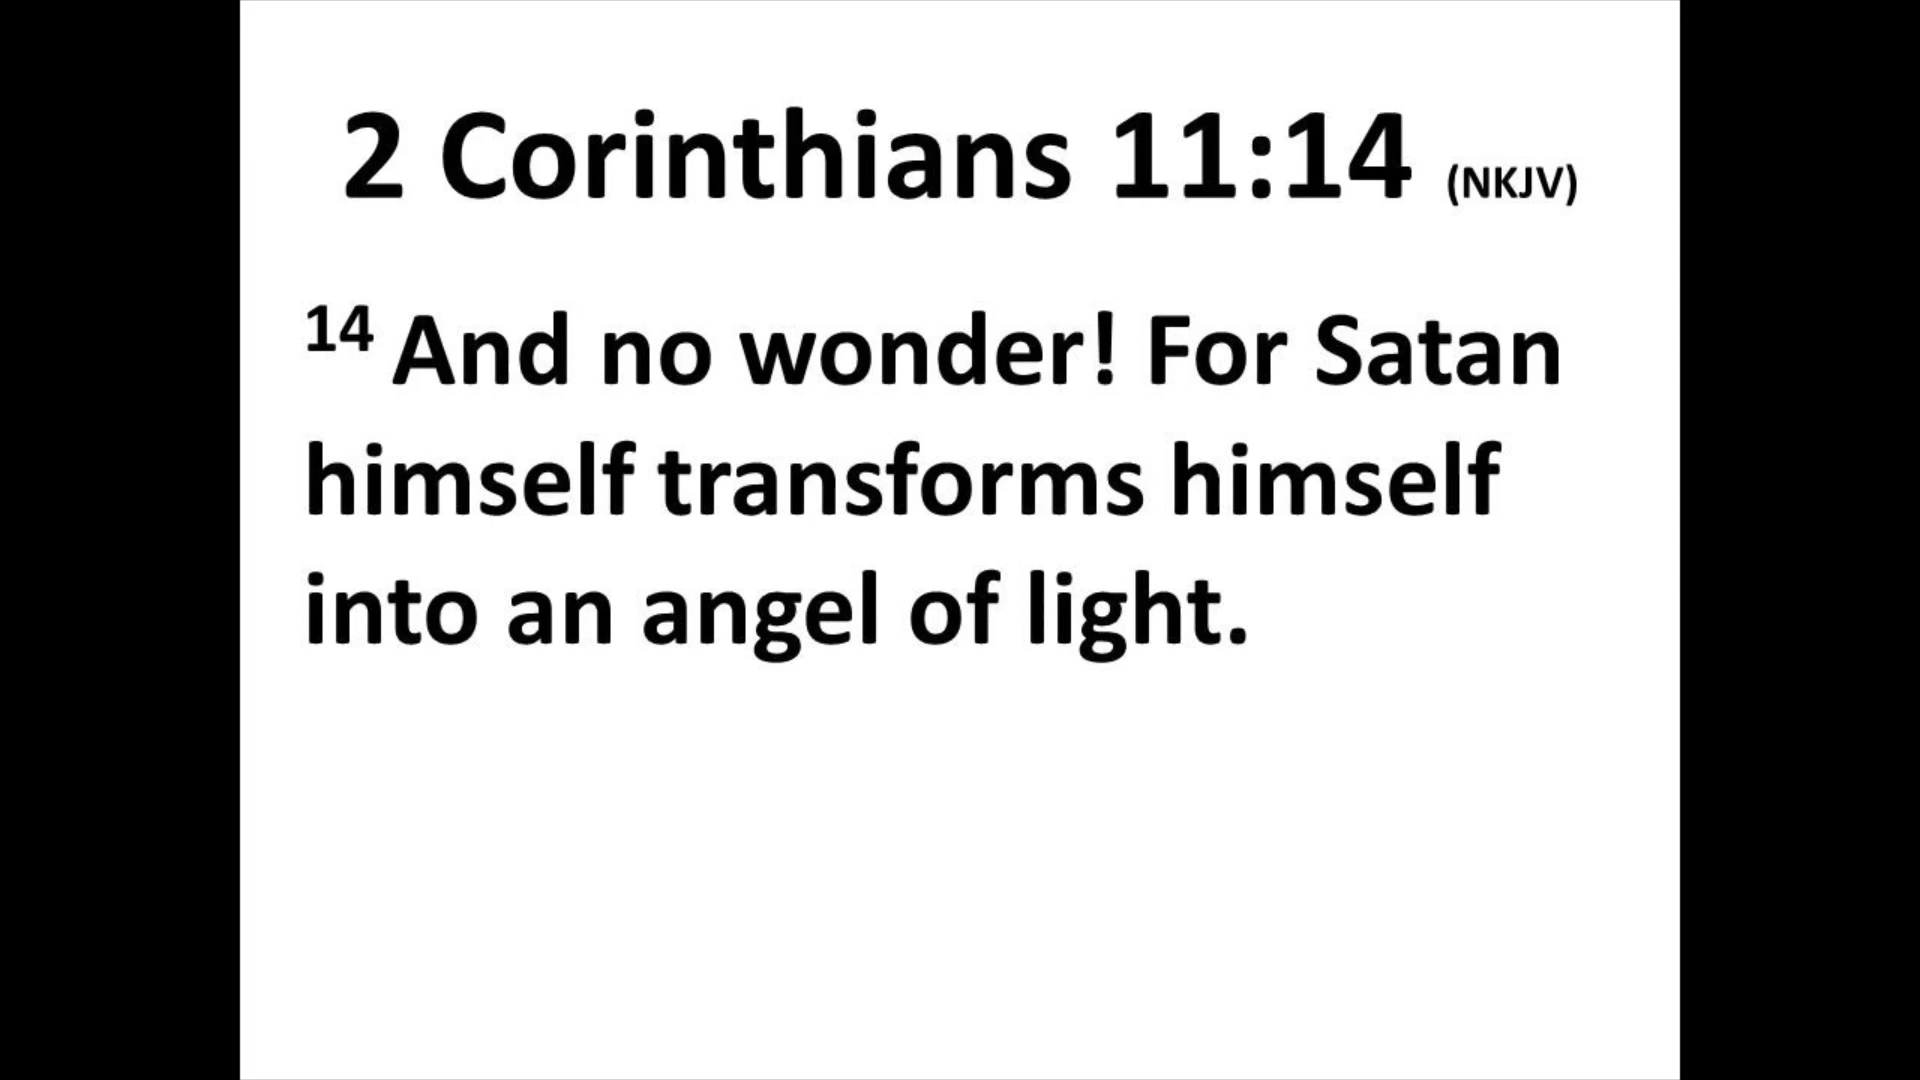 2 Corinthians 11:14 (NKJV)
14 And no wonder! For Satan
himself transforms himself
into an angel of light.